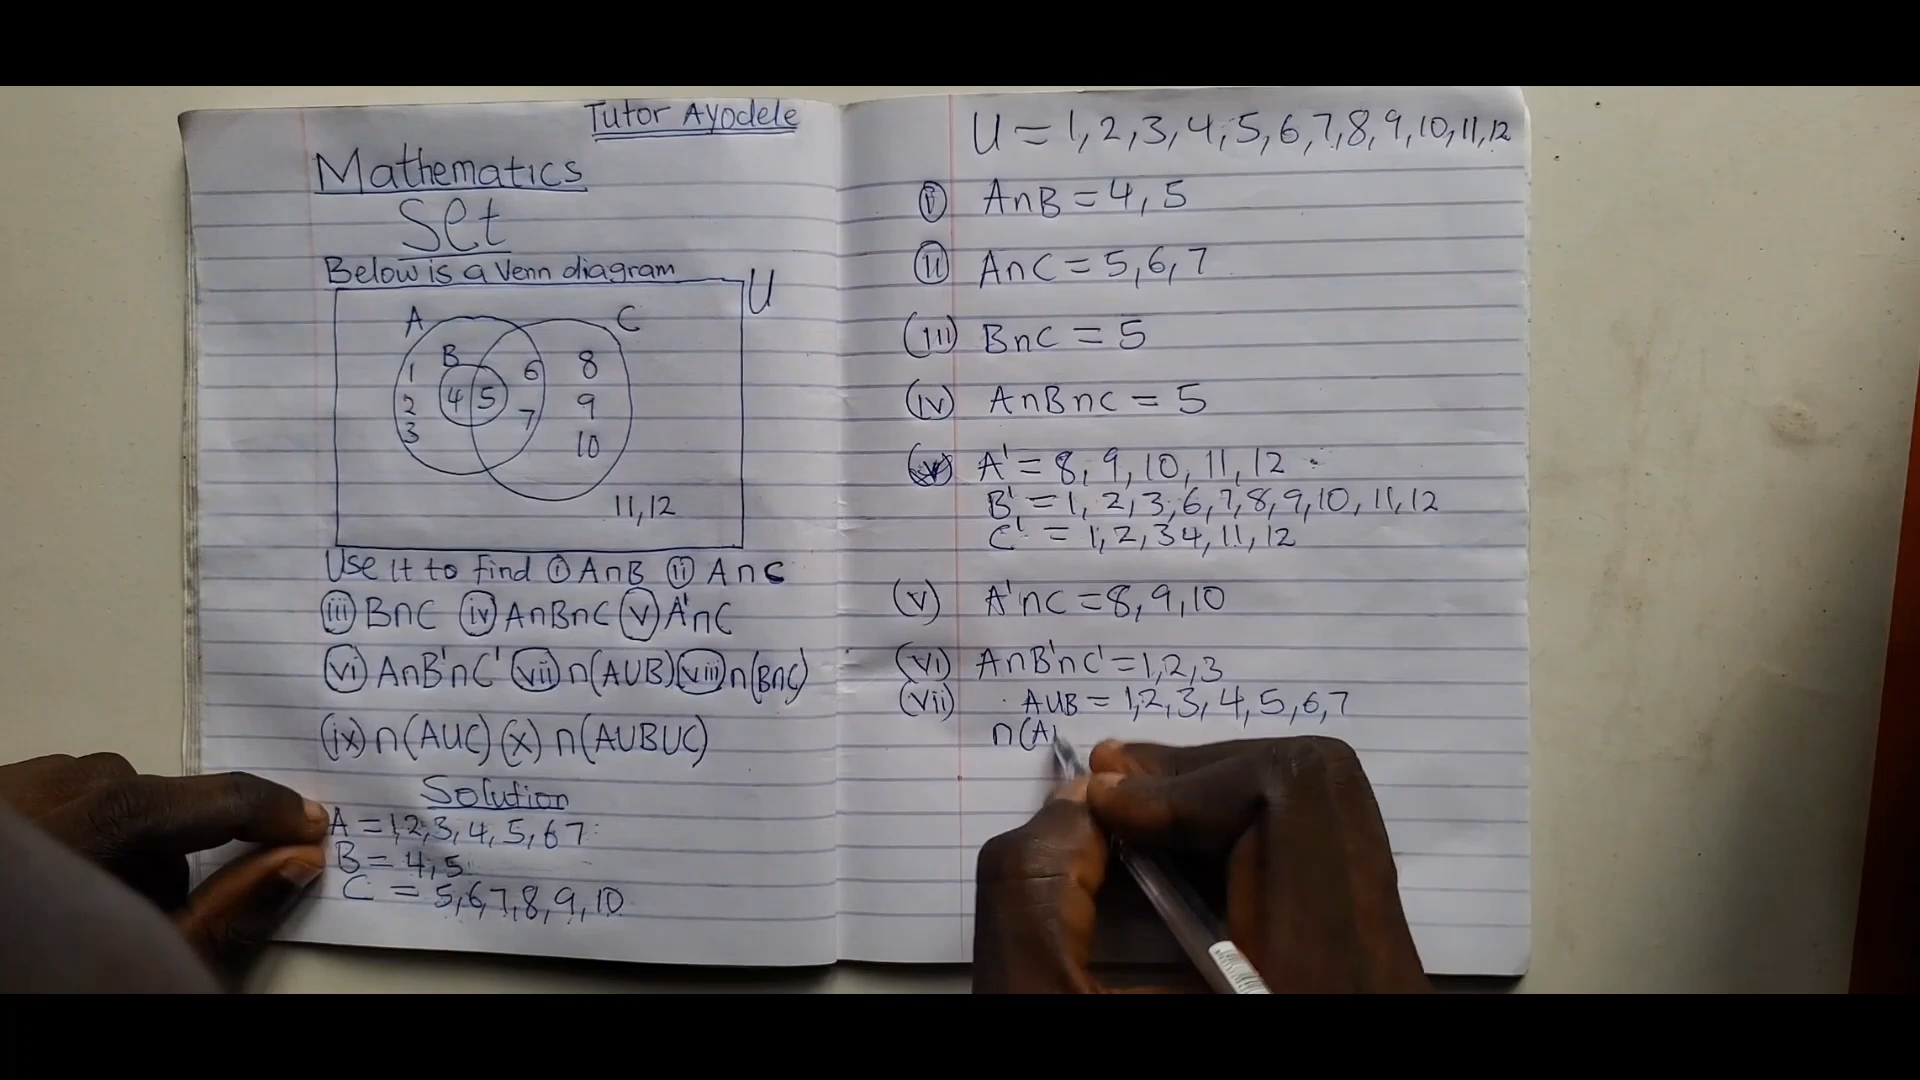 Tutor Ayodele
Mathematics
Set
Below is a Venn diagram
U
A C
B
1 6 8
4 5
2 7 9
3 10
11,12
Use it to find (i) A∩B (ii) A∩C
(iii) B∩C (iv) A∩B∩C (v) A'∩C
(vi) A∩B'∩C' (vii) n(AUB) (viii) n(B∩C)
(ix) n(AUC) (x) n(AUBUC)
Solution
A = 1,2,3,4,5,6 7
B = 4,5
C = 5,6,7,8,9,10
U = 1,2,3,4,5,6,7,8,9,10,11,12
(i) A∩B = 4,5
(ii) A∩C = 5,6,7
(iii) B∩C = 5
(iv) A∩B∩C = 5
(v) A' = 8,9,10,11,12
B' = 1,2,3,6,7,8,9,10,11,12
C' = 1,2,3 4,11,12
(v) A'∩C = 8,9,10
(vi) A∩B'∩C' = 1,2,3
(vii) AUB = 1,2,3,4,5,6,7
n(A